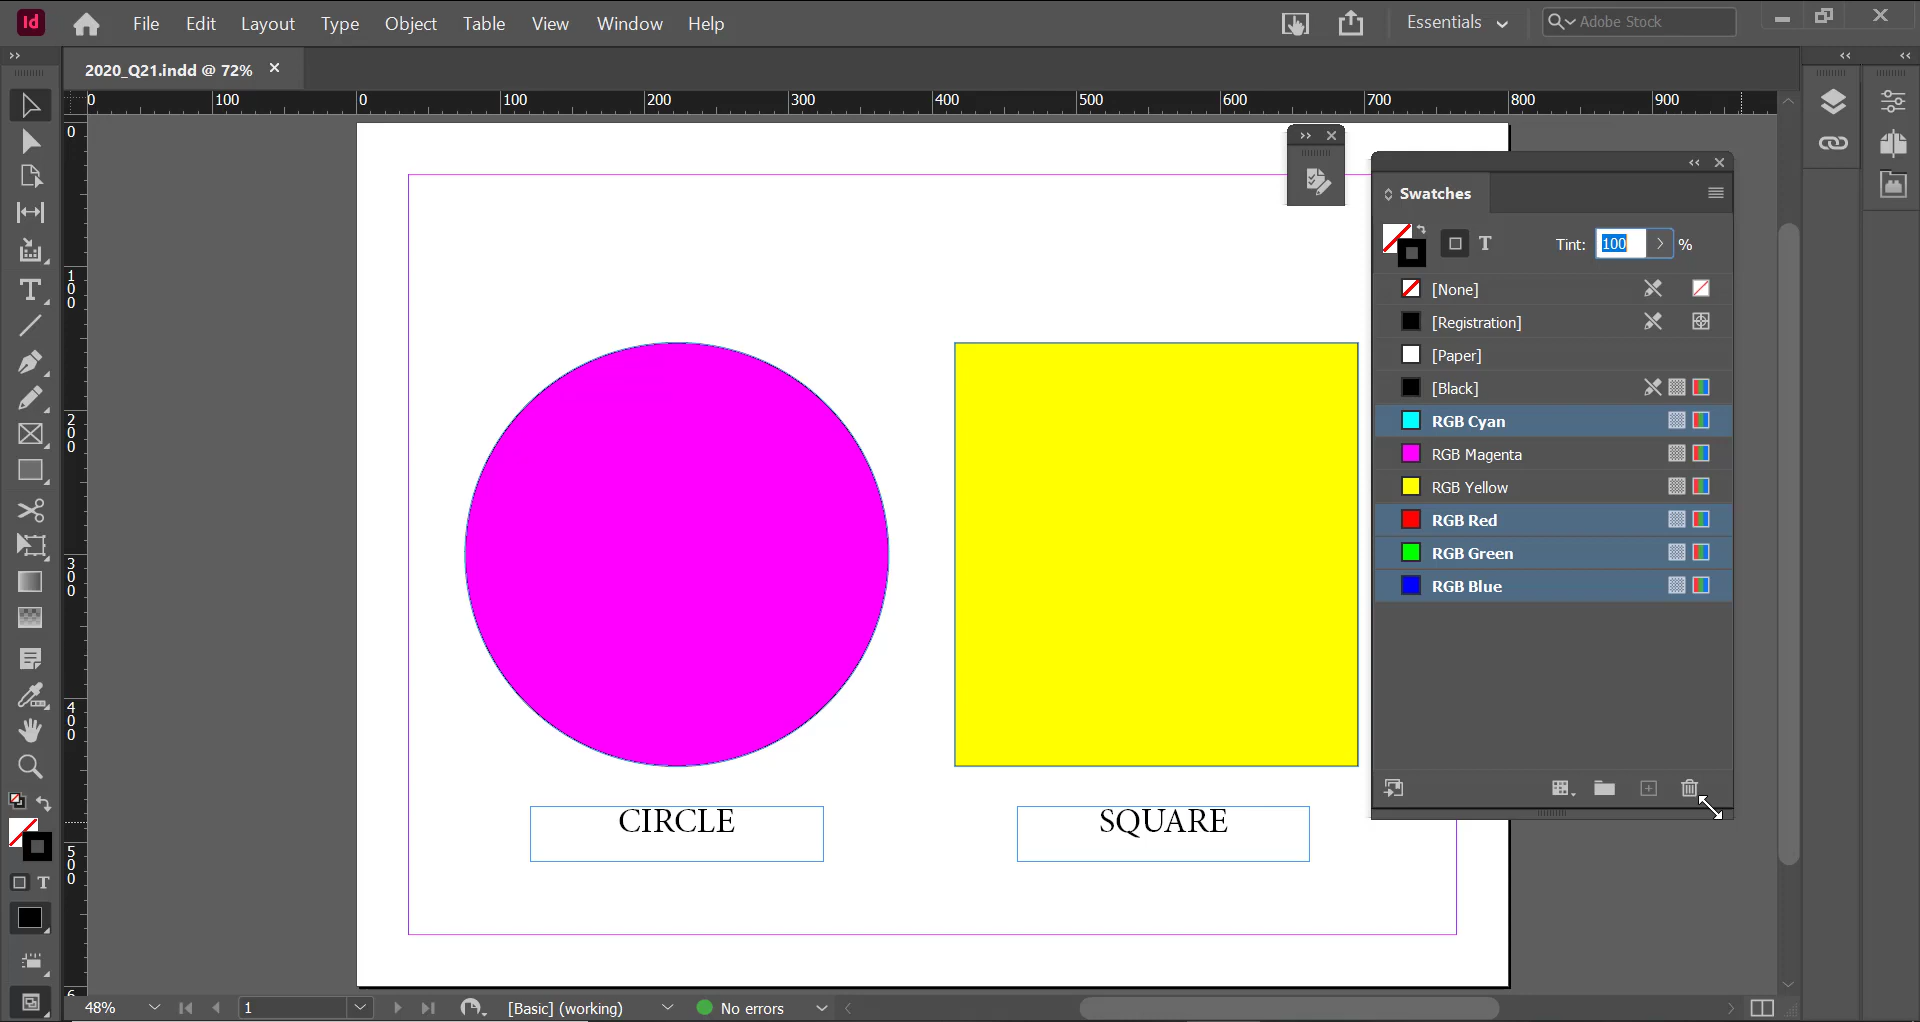 Id File Edit Layout Type Object Table View Window Help Essentials Adobe Stock
2020_Q21.indd @ 72%
0 100 0 100 200 300 400 500 600 700 800 900
0
100
200
300
400
500
6
Swatches
T Tint: 100 %
[None]
[Registration]
[Paper]
[Black]
RGB Cyan
RGB Magenta
RGB Yellow
RGB Red
RGB Green
RGB Blue
CIRCLE SQUARE
T
48% 1 [Basic] (working) No errors